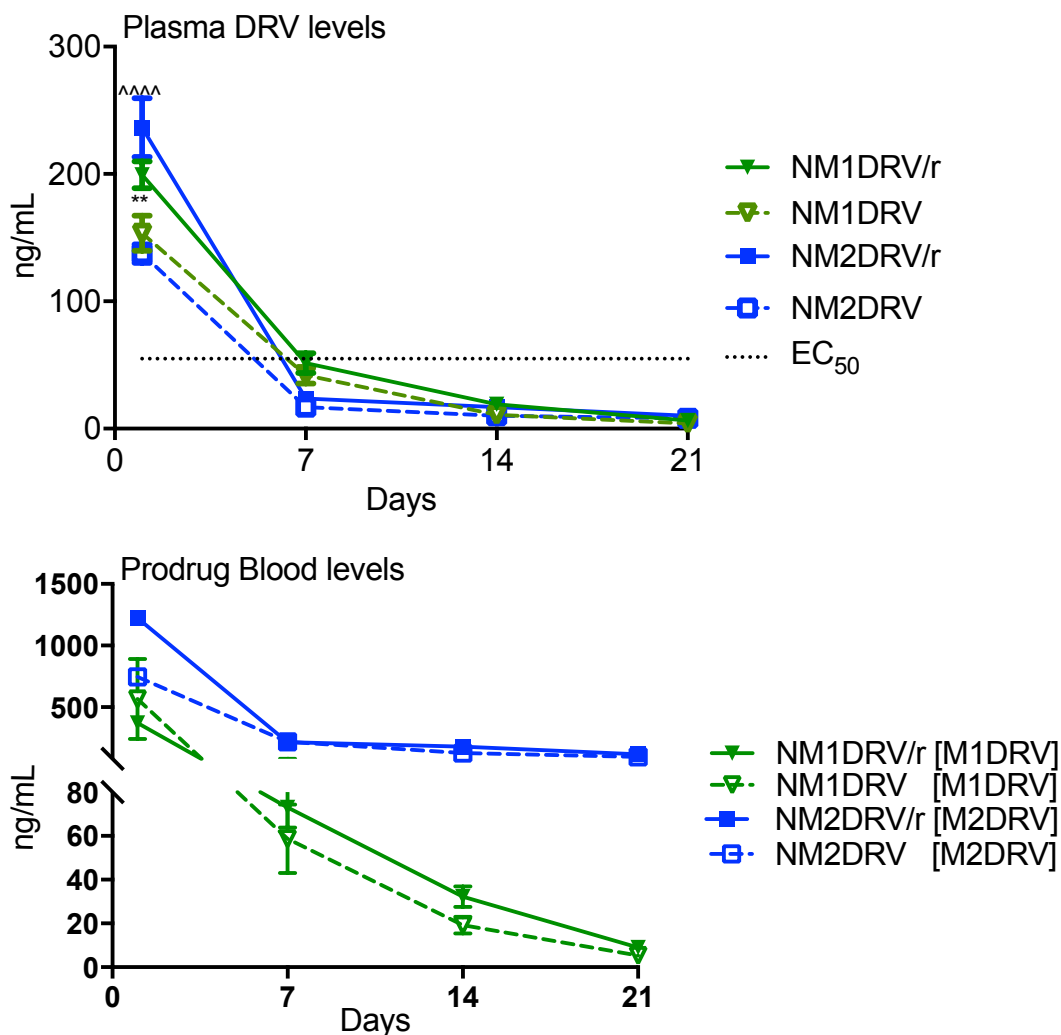 Plasma DRV levels
300
200
100
0
ng/mL
^^^^
**
0 7 14 21
Days
NM1DRV/r
NM1DRV
NM2DRV/r
NM2DRV
EC50
Prodrug Blood levels
1500
1000
500
80
60
40
20
0
ng/mL
0 7 14 21
Days
NM1DRV/r [M1DRV]
NM1DRV [M1DRV]
NM2DRV/r [M2DRV]
NM2DRV [M2DRV]